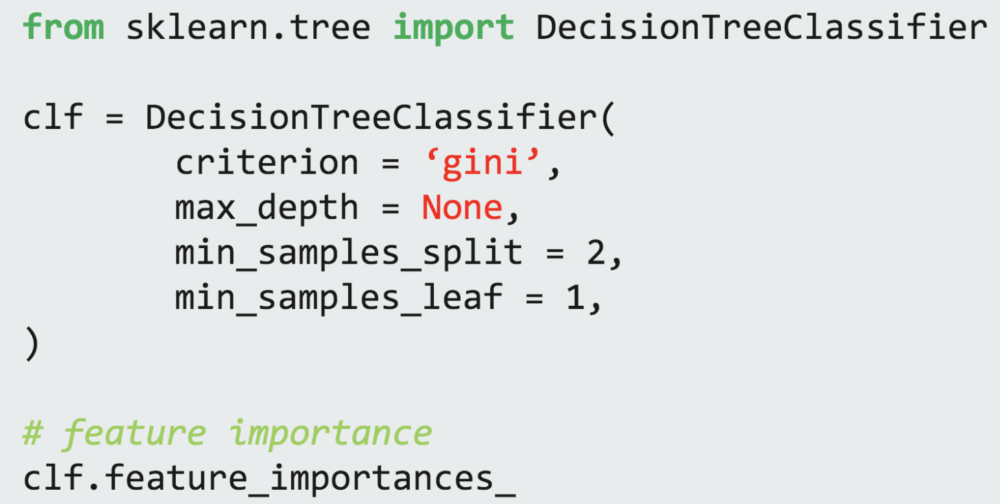 from sklearn.tree import DecisionTreeClassifier
clf = DecisionTreeClassifier(
criterion = ‘gini’,
max_depth = None,
min_samples_split = 2,
min_samples_leaf = 1,
)
# feature importance
clf.feature_importances_